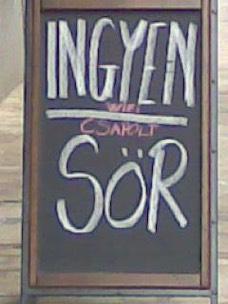 INGYEN
WiFi
CSAPOLT
SÖR